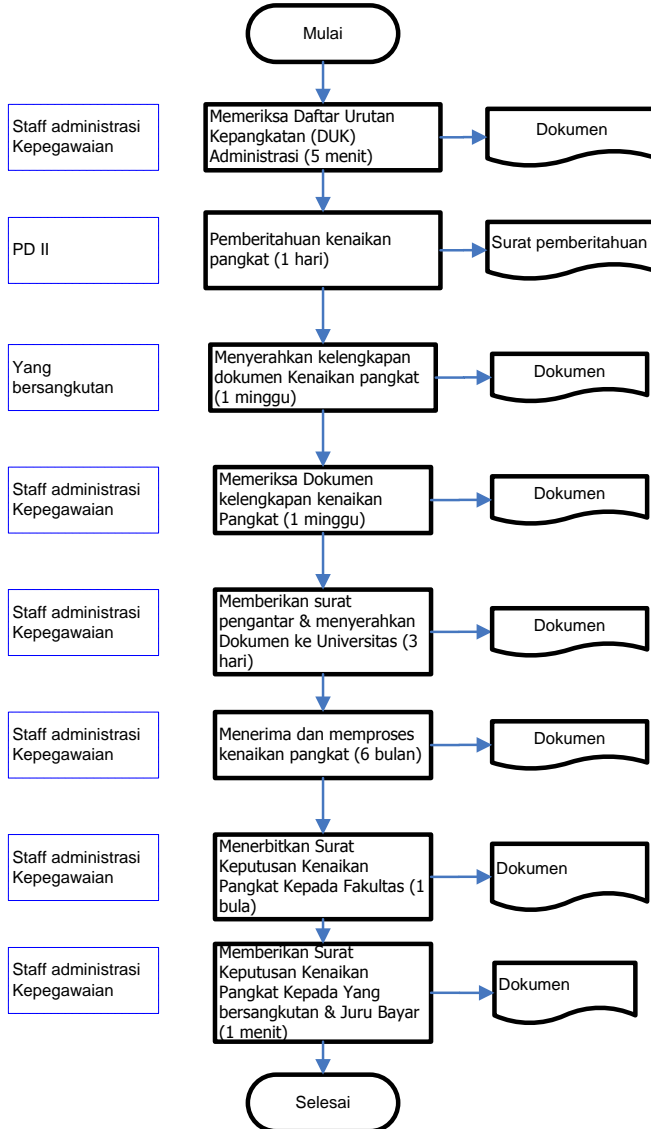 Mulai
Staff administrasi
Kepegawaian
Memeriksa Daftar Urutan
Kepangkatan (DUK)
Administrasi (5 menit)
Dokumen
PD II
Pemberitahuan kenaikan
pangkat (1 hari)
Surat pemberitahuan
Yang
bersangkutan
Menyerahkan kelengkapan
dokumen Kenaikan pangkat
(1 minggu)
Dokumen
Staff administrasi
Kepegawaian
Memeriksa Dokumen
kelengkapan kenaikan
Pangkat (1 minggu)
Dokumen
Staff administrasi
Kepegawaian
Memberikan surat
pengantar & menyerahkan
Dokumen ke Universitas (3
hari)
Dokumen
Staff administrasi
Kepegawaian
Menerima dan memproses
kenaikan pangkat (6 bulan)
Dokumen
Staff administrasi
Kepegawaian
Menerbitkan Surat
Keputusan Kenaikan
Pangkat Kepada Fakultas (1
bula)
Dokumen
Staff administrasi
Kepegawaian
Memberikan Surat
Keputusan Kenaikan
Pangkat Kepada Yang
bersangkutan & Juru Bayar
(1 menit)
Dokumen
Selesai